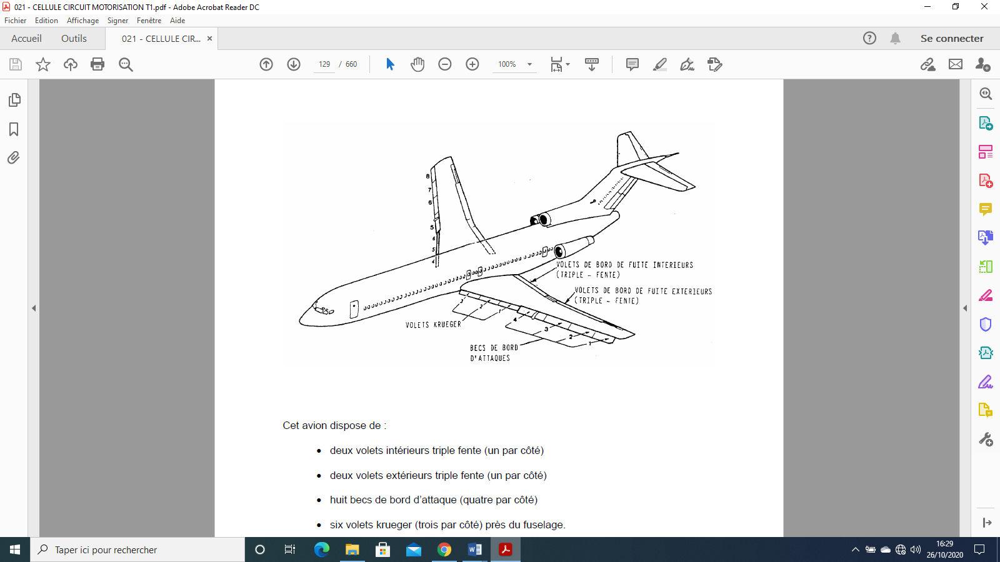 021 - CELLULE CIRCUIT MOTORISATION T1.pdf - Adobe Acrobat Reader DC
Fichier Edition Affichage Signer Fenêtre Aide
Accueil Outils 021 - CELLULE CIR... × Se connecter
129 / 660 100%
8
7
6
5
6
5
4
VOLETS DE BORD DE FUITE INTERIEURS
(TRIPLE - FENTE)
VOLETS DE BORD DE FUITE EXTERIEURS
(TRIPLE - FENTE)
3 2 1 4 3 2 1
VOLETS KRUEGER
BECS DE BORD
D'ATTAQUES
Cet avion dispose de :
• deux volets intérieurs triple fente (un par côté)
• deux volets extérieurs triple fente (un par côté)
• huit becs de bord d’attaque (quatre par côté)
• six volets krueger (trois par côté) près du fuselage.
Taper ici pour rechercher
16:29
26/10/2020